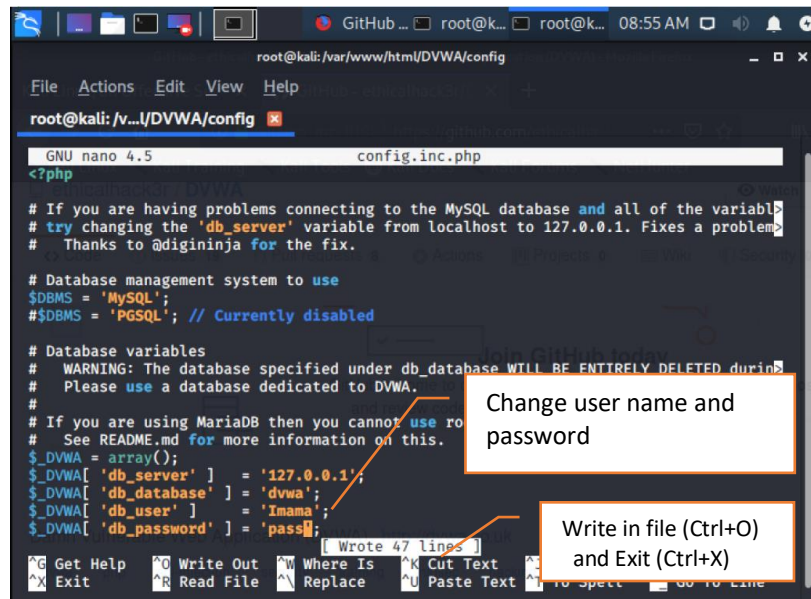 GitHub ... root@k... root@k... 08:55 AM
root@kali: /var/www/html/DVWA/config
File Actions Edit View Help
root@kali: /v...l/DVWA/config
GNU nano 4.5 config.inc.php
<?php
# If you are having problems connecting to the MySQL database and all of the variabl>
# try changing the 'db_server' variable from localhost to 127.0.0.1. Fixes a problem>
#   Thanks to @digininja for the fix.
# Database management system to use
$DBMS = 'MySQL';
#$DBMS = 'PGSQL'; // Currently disabled
# Database variables
#   WARNING: The database specified under db_database WILL BE ENTIRELY DELETED durin>
#   Please use a database dedicated to DVWA.
#
# If you are using MariaDB then you cannot use ro
#   See README.md for more information on this.
$_DVWA = array();
$_DVWA[ 'db_server' ]   = '127.0.0.1';
$_DVWA[ 'db_database' ] = 'dvwa';
$_DVWA[ 'db_user' ]     = 'Imama';
$_DVWA[ 'db_password' ] = 'pass';
Change user name and
password
Write in file (Ctrl+O)
and Exit (Ctrl+X)
[ Wrote 47 lines ]
^G Get Help ^O Write Out ^W Where Is ^K Cut Text
^X Exit ^R Read File ^\ Replace ^U Paste Text ^T To Spell ^_ Go To Line